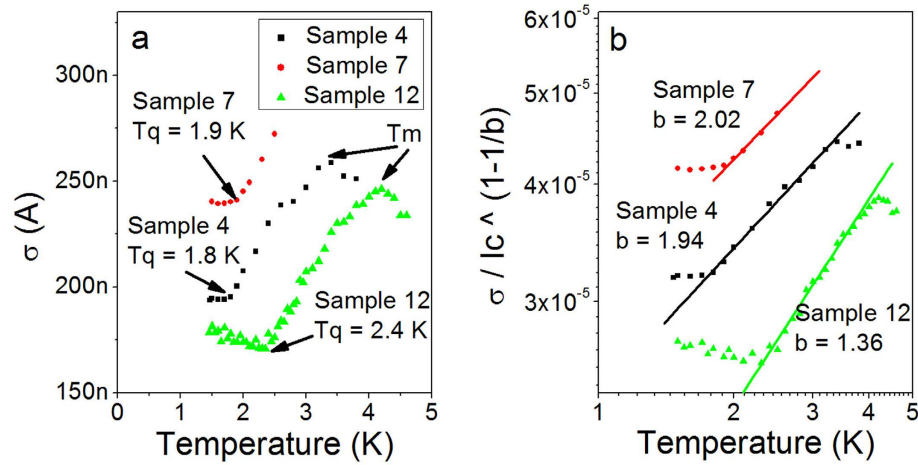 a
Sample 4
Sample 7
Sample 12
Sample 7
Tq = 1.9 K
Tm
Sample 4
Tq = 1.8 K
Sample 12
Tq = 2.4 K
300n
250n
200n
150n
σ (A)
0 1 2 3 4 5
Temperature (K)
b
6x10⁻⁵
5x10⁻⁵
4x10⁻⁵
3x10⁻⁵
σ / Ic ^ (1-1/b)
Sample 7
b = 2.02
Sample 4
b = 1.94
Sample 12
b = 1.36
1 2 3 4 5
Temperature (K)